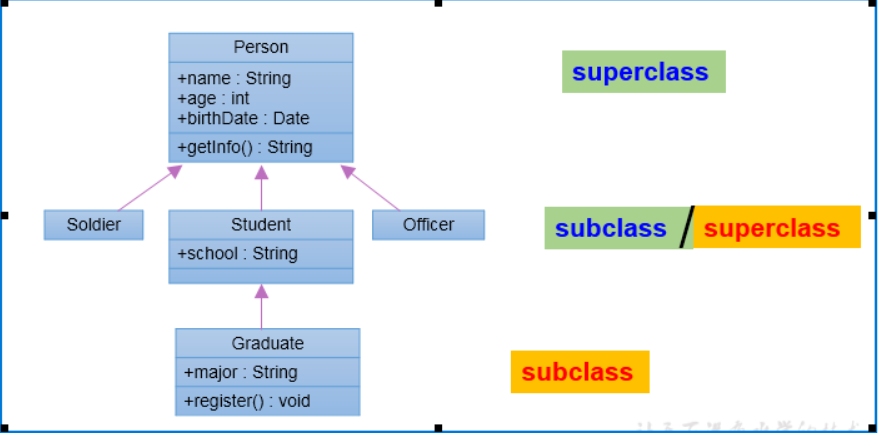 Person
superclass
+name : String
+age : int
+birthDate : Date
+getInfo() : String
Soldier
Student
Officer
subclass / superclass
+school : String
Graduate
+major : String
subclass
+register() : void